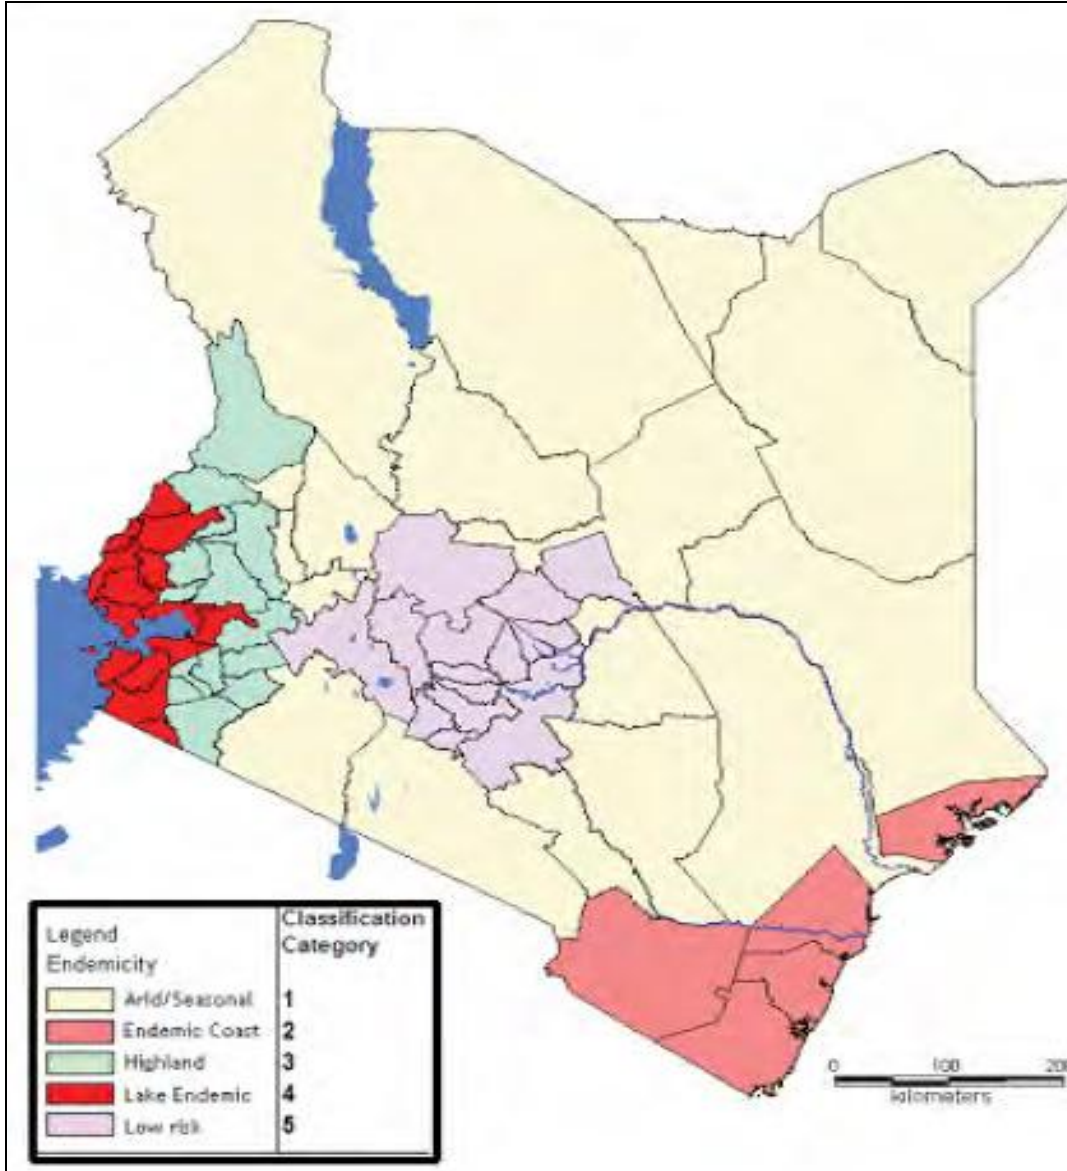 Legend
Endemicity
Classification
Category
Arid/Seasonal 1
Endemic Coast 2
Highland 3
Lake Endemic 4
Low risk 5
0 100 200
kilometers